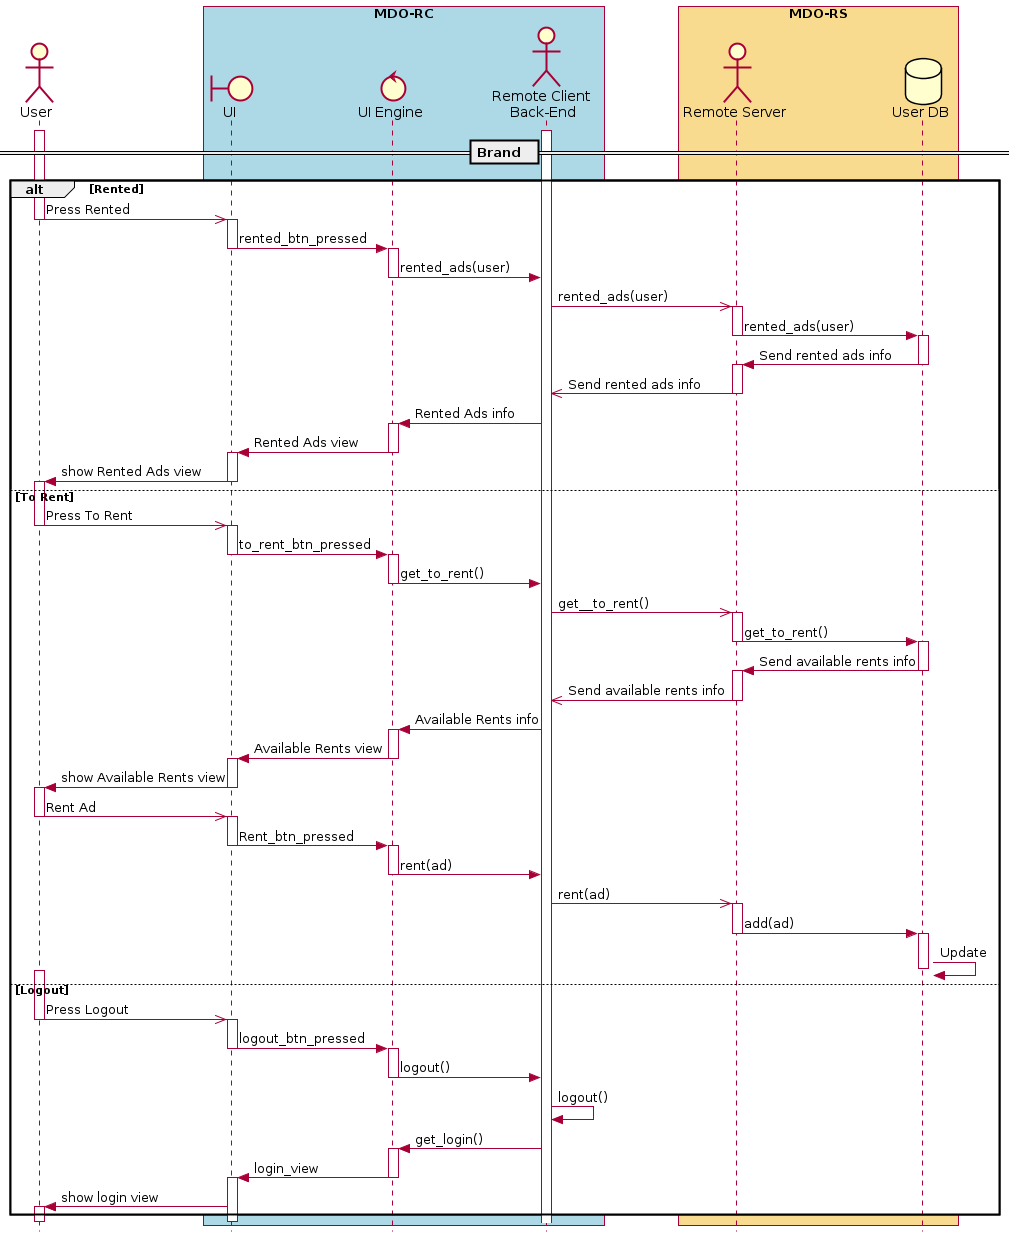 MDO-RC
MDO-RS
User
UI
UI Engine
Remote Client
Back-End
Remote Server
User DB
Brand
alt
[Rented]
Press Rented
rented_btn_pressed
rented_ads(user)
rented_ads(user)
rented_ads(user)
Send rented ads info
Send rented ads info
Rented Ads info
Rented Ads view
show Rented Ads view
[To Rent]
Press To Rent
to_rent_btn_pressed
get_to_rent()
get__to_rent()
get_to_rent()
Send available rents info
Send available rents info
Available Rents info
Available Rents view
show Available Rents view
Rent Ad
Rent_btn_pressed
rent(ad)
rent(ad)
add(ad)
Update
[Logout]
Press Logout
logout_btn_pressed
logout()
logout()
get_login()
login_view
show login view